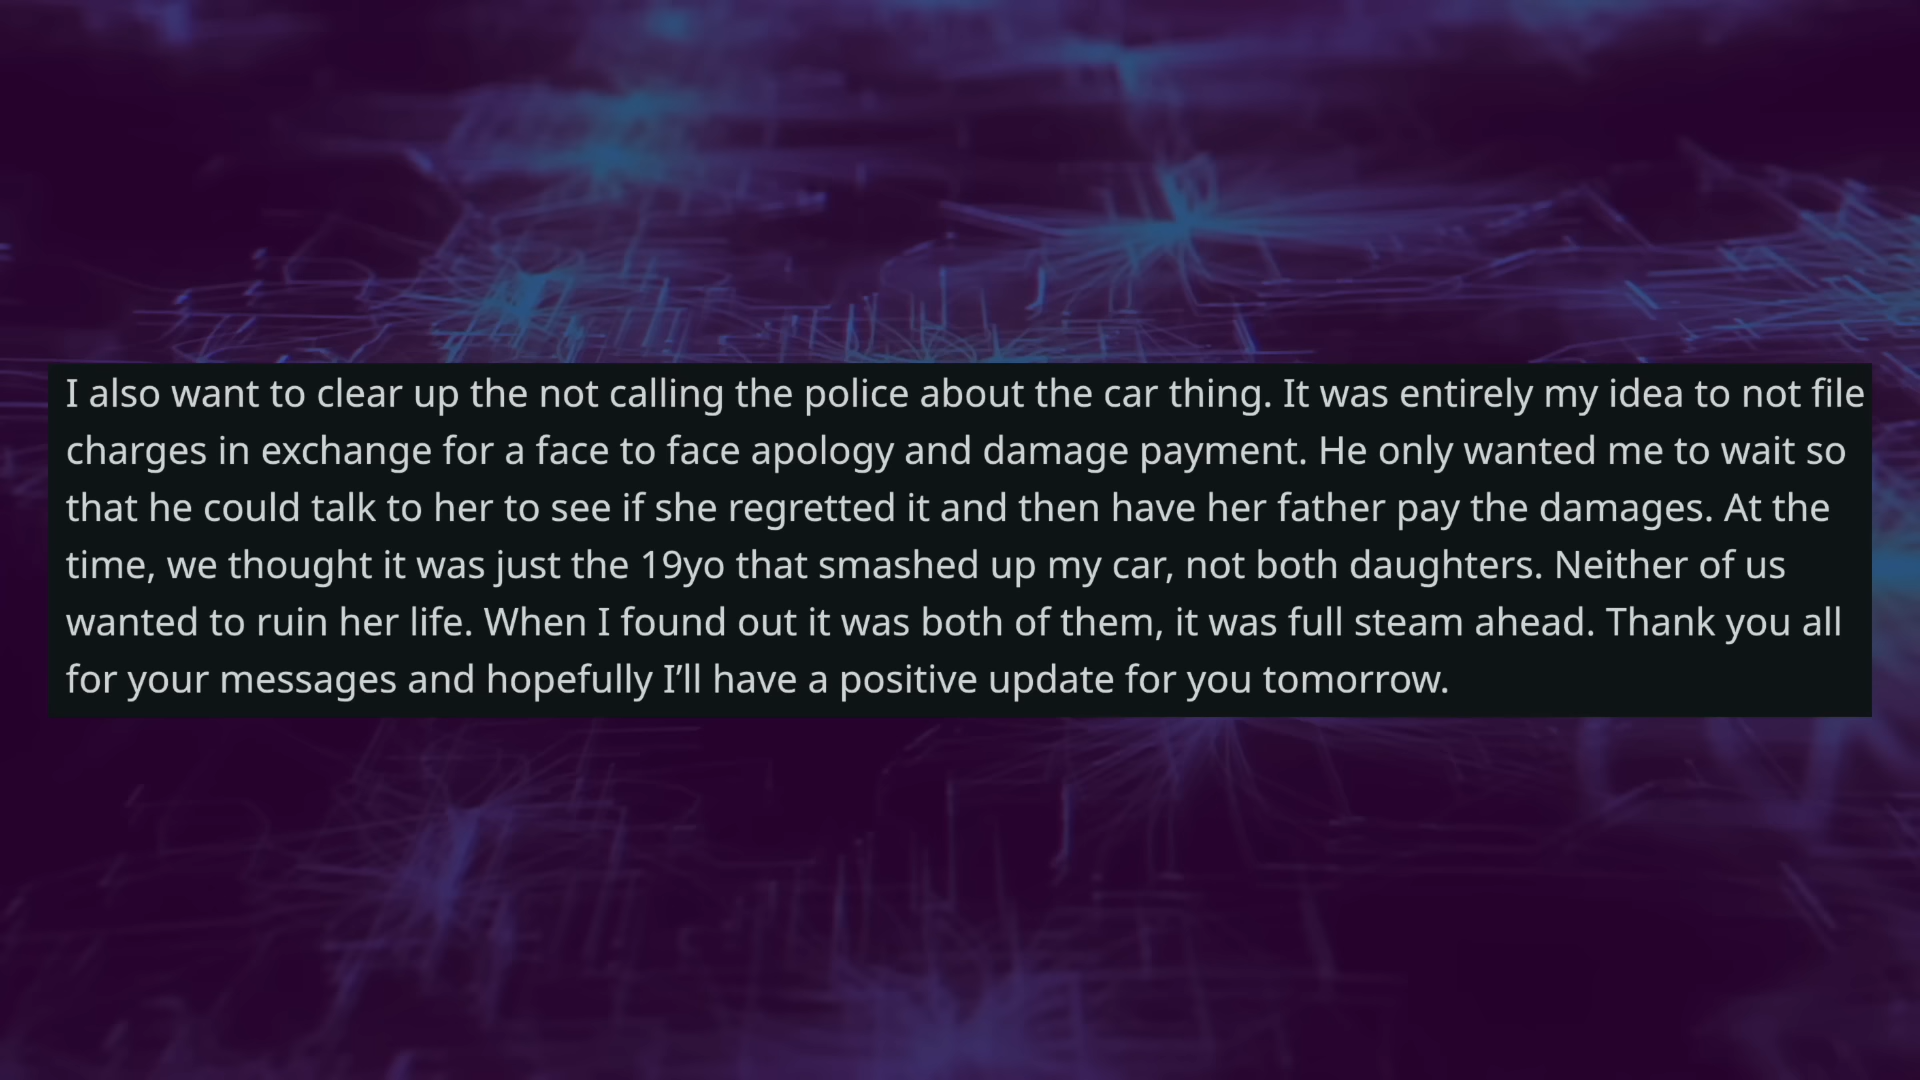 I also want to clear up the not calling the police about the car thing. It was entirely my idea to not file
charges in exchange for a face to face apology and damage payment. He only wanted me to wait so
that he could talk to her to see if she regretted it and then have her father pay the damages. At the
time, we thought it was just the 19yo that smashed up my car, not both daughters. Neither of us
wanted to ruin her life. When I found out it was both of them, it was full steam ahead. Thank you all
for your messages and hopefully I’ll have a positive update for you tomorrow.